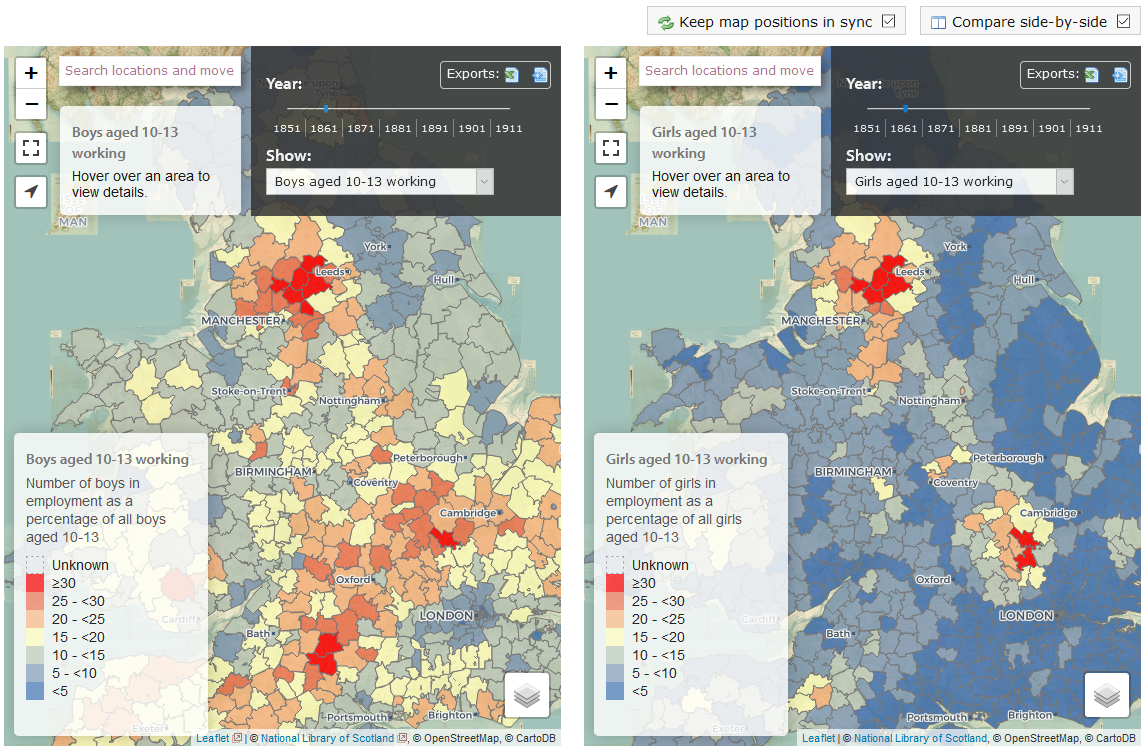 Keep map positions in sync
Compare side-by-side
+
−
Search locations and move
Boys aged 10-13
working
Hover over an area to
view details.
Year:
Exports:
1851 | 1861 | 1871 | 1881 | 1891 | 1901 | 1911
Show:
Boys aged 10-13 working
MAN
York
Leeds
Hull
MANCHESTER
Stoke-on-Trent
Nottingham
Peterborough
BIRMINGHAM
Coventry
Cambridge
Oxford
LONDON
Cardiff
Bath
Exeter
Portsmouth
Brighton
Boys aged 10-13 working
Number of boys in
employment as a
percentage of all boys
aged 10-13
Unknown
≥30
25 - <30
20 - <25
15 - <20
10 - <15
5 - <10
<5
Leaflet | © National Library of Scotland, © OpenStreetMap, © CartoDB
+
−
Search locations and move
Girls aged 10-13
working
Hover over an area to
view details.
Year:
Exports:
1851 | 1861 | 1871 | 1881 | 1891 | 1901 | 1911
Show:
Girls aged 10-13 working
MAN
York
Leeds
Hull
MANCHESTER
Stoke-on-Trent
Nottingham
Peterborough
BIRMINGHAM
Coventry
Cambridge
Oxford
LONDON
Cardiff
Bath
Exeter
Portsmouth
Brighton
Girls aged 10-13 working
Number of girls in
employment as a
percentage of all girls
aged 10-13
Unknown
≥30
25 - <30
20 - <25
15 - <20
10 - <15
5 - <10
<5
Leaflet | © National Library of Scotland, © OpenStreetMap, © CartoDB